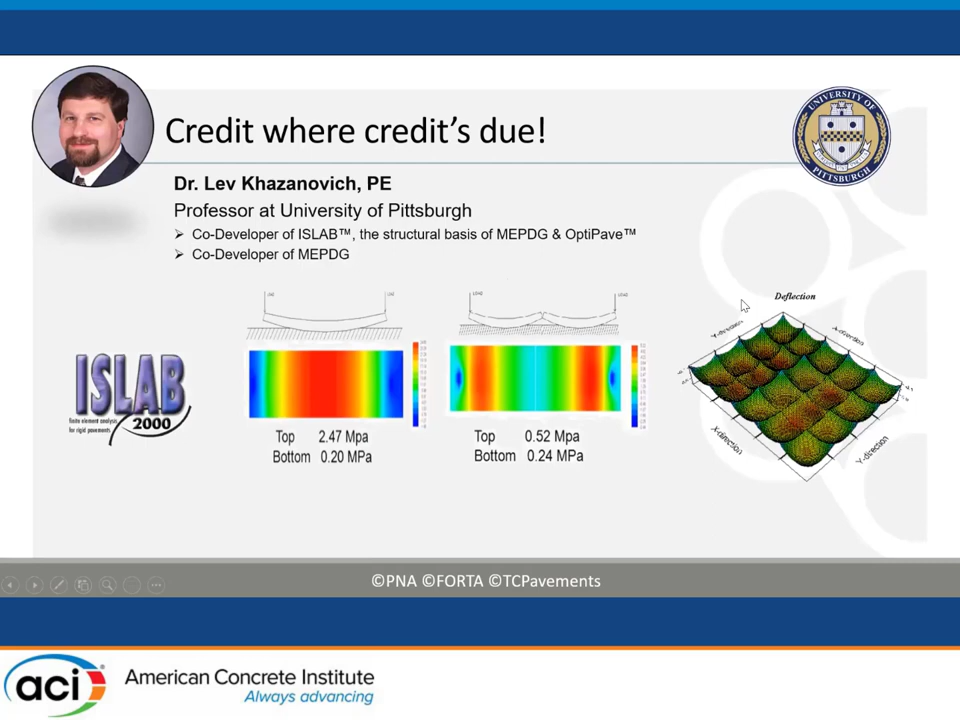 Credit where credit's due!
UNIVERSITY OF
PITTSBURGH
Dr. Lev Khazanovich, PE
Professor at University of Pittsburgh
Co-Developer of ISLAB™, the structural basis of MEPDG & OptiPave™
Co-Developer of MEPDG
Deflection
ISLAB
2000
finite element analysis
for rigid pavements
Top 2.47 Mpa
Bottom 0.20 MPa
Top 0.52 Mpa
Bottom 0.24 MPa
X-direction
Y-direction
©PNA ©FORTA ©TCPavements
aci
American Concrete Institute
Always advancing